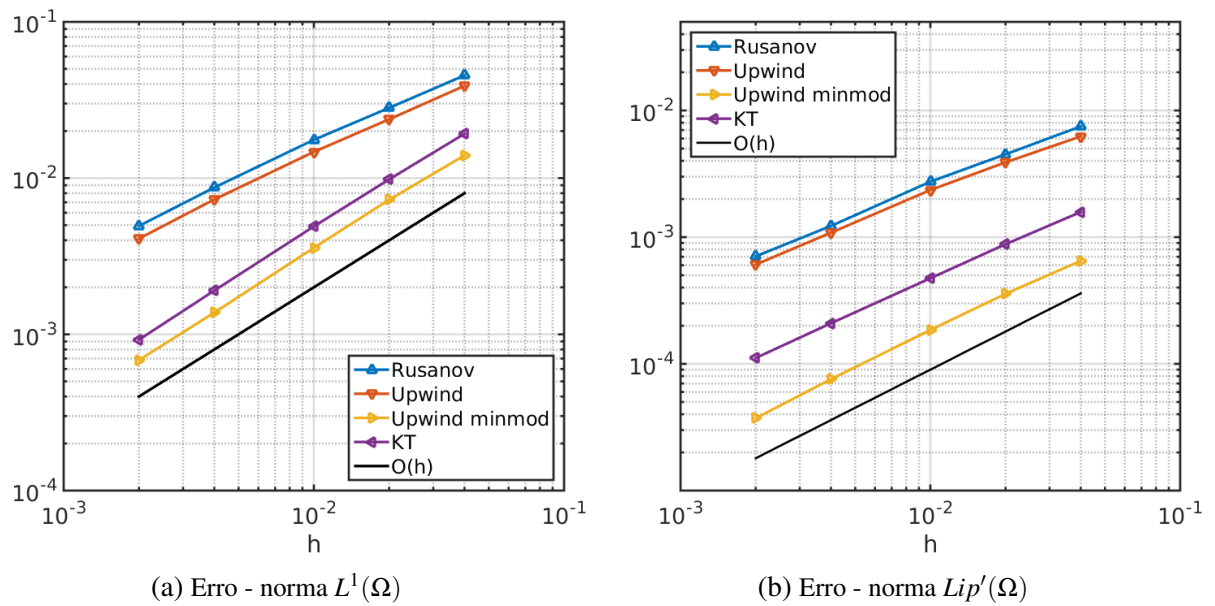 10^-1
10^-2
10^-3
10^-4
Rusanov
Upwind
Upwind minmod
KT
O(h)
10^-3
10^-2
10^-1
h
(a) Erro - norma L^1(Ω)
Rusanov
Upwind
Upwind minmod
KT
O(h)
10^-2
10^-3
10^-4
10^-3
10^-2
10^-1
h
(b) Erro - norma Lip′(Ω)